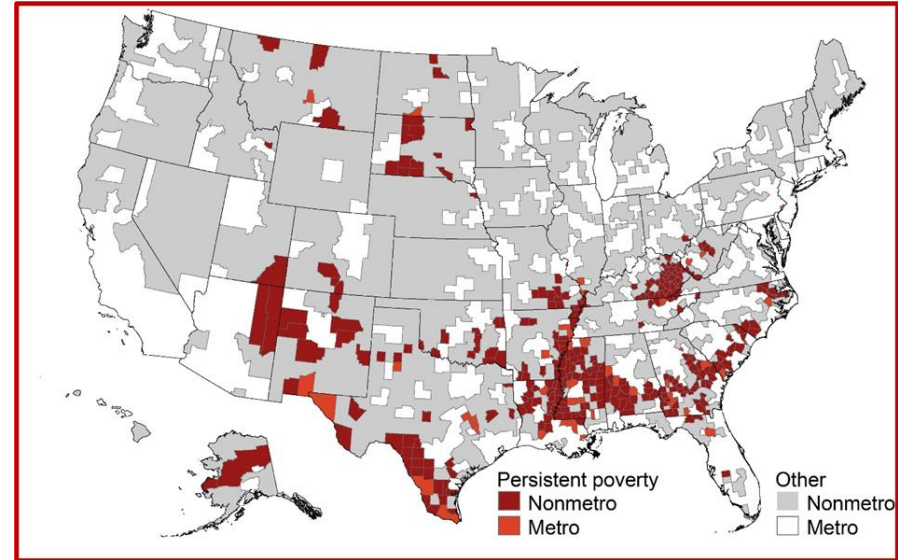 Persistent poverty
Nonmetro
Metro
Other
Nonmetro
Metro